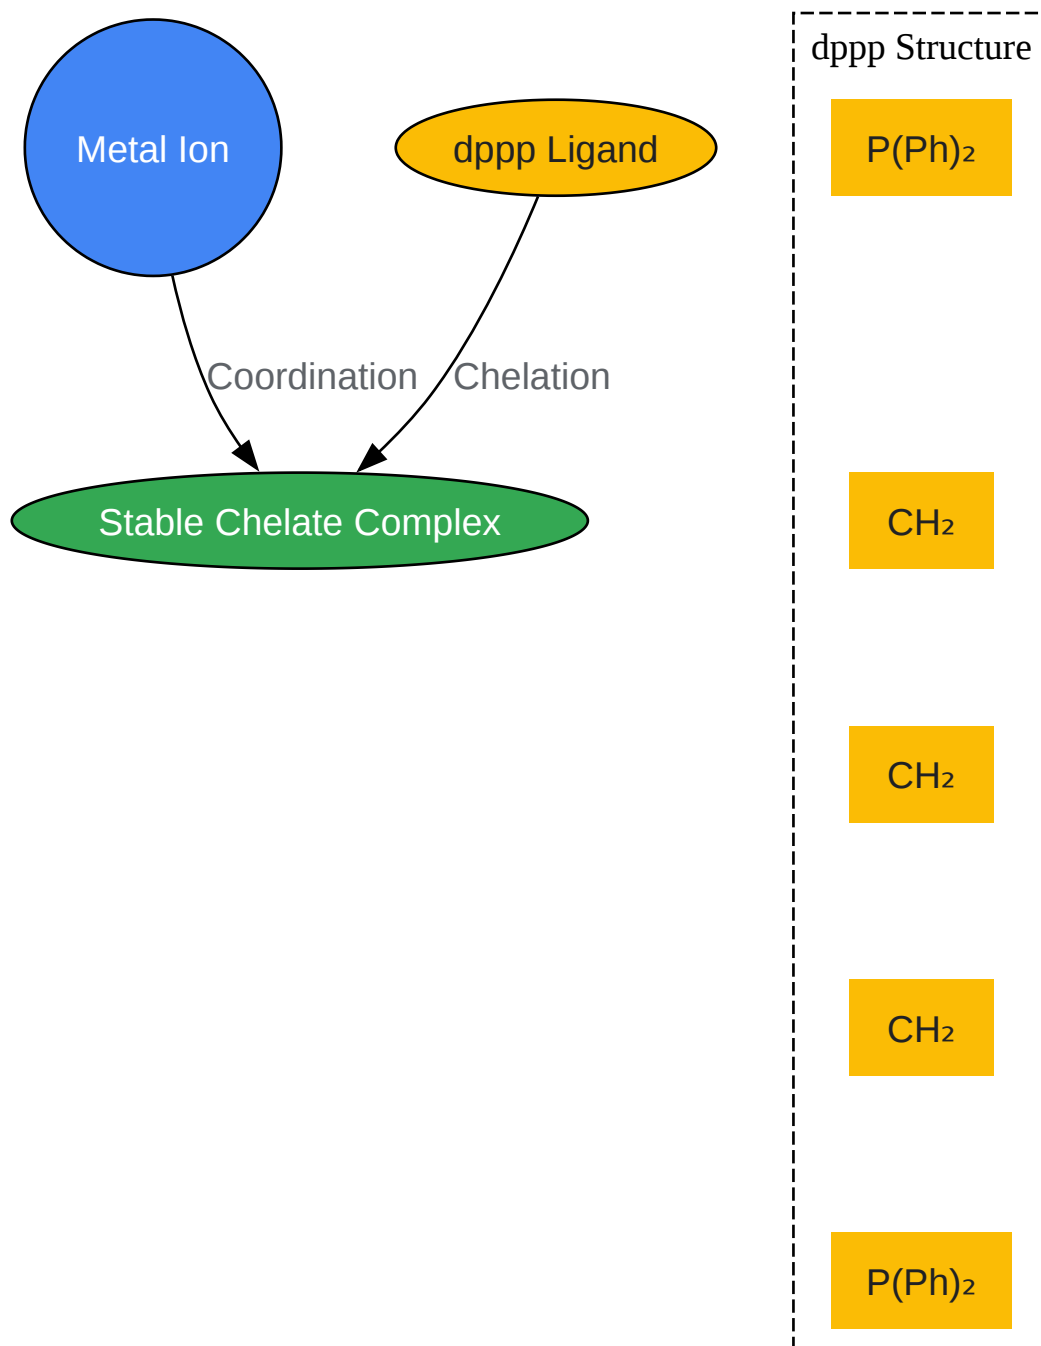 Metal Ion
dppp Ligand
Coordination
Chelation
Stable Chelate Complex
dppp Structure
P(Ph)₂
CH₂
CH₂
CH₂
P(Ph)₂